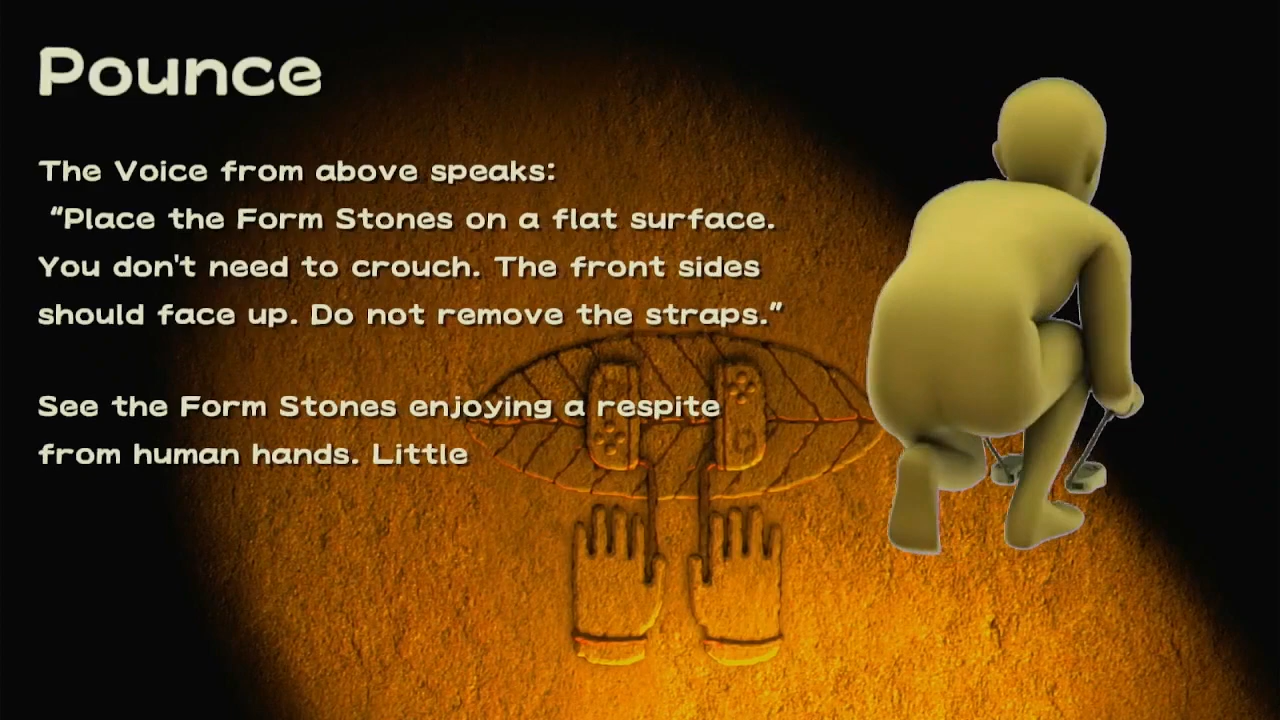 Pounce
The Voice from above speaks:
“Place the Form Stones on a flat surface.
You don't need to crouch. The front sides
should face up. Do not remove the straps.”
See the Form Stones enjoying a respite
from human hands. Little